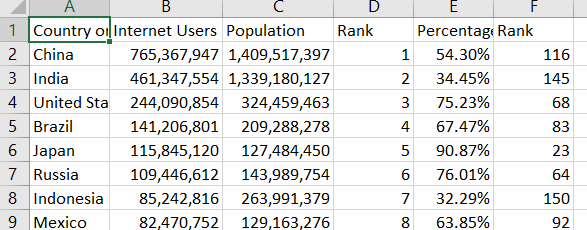 A B C D E F
1 Country or Internet Users Population Rank Percentage Rank
2 China 765,367,947 1,409,517,397 1 54.30% 116
3 India 461,347,554 1,339,180,127 2 34.45% 145
4 United Sta 244,090,854 324,459,463 3 75.23% 68
5 Brazil 141,206,801 209,288,278 4 67.47% 83
6 Japan 115,845,120 127,484,450 5 90.87% 23
7 Russia 109,446,612 143,989,754 6 76.01% 64
8 Indonesia 85,242,816 263,991,379 7 32.29% 150
9 Mexico 82,470,752 129,163,276 8 63.85% 92